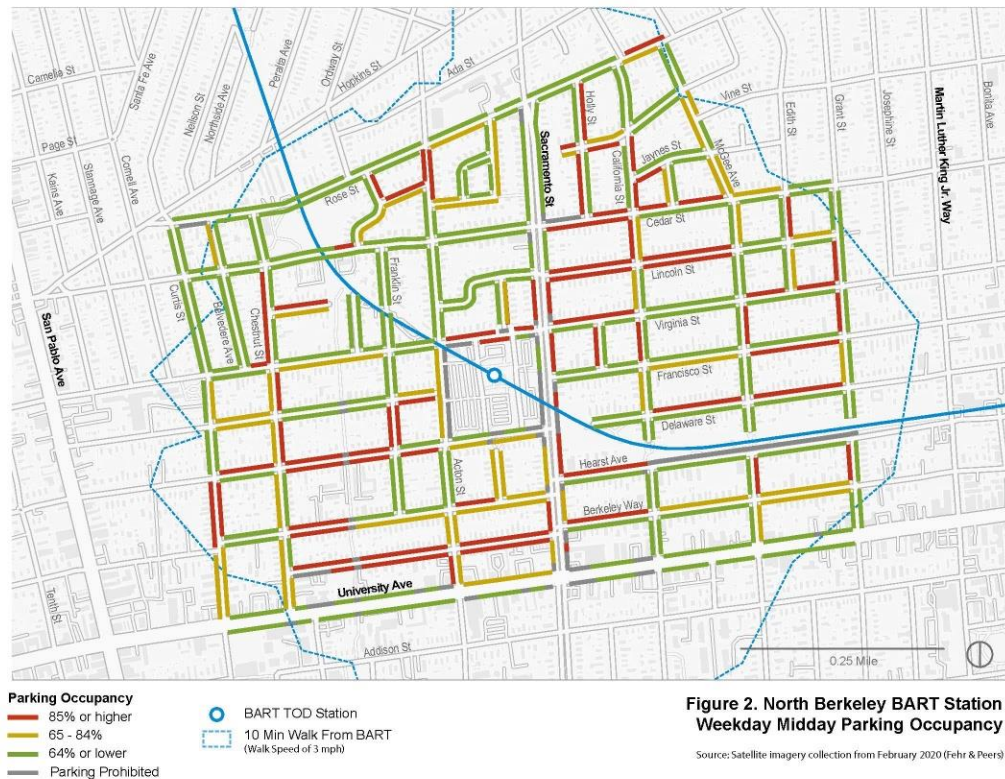 Camelia St
Santa Fe Ave
Neilson St
Northside Ave
Peralta Ave
Ordway St
Hopkins St
Ada St
Page St
Kains Ave
Stannage Ave
Cornell Ave
Rose St
Sacramento St
Holly St
California St
Jaynes St
McGee Ave
Vine St
Edith St
Grant St
Josephine St
Martin Luther King Jr. Way
Bonita Ave
Cedar St
Lincoln St
Virginia St
Francisco St
Delaware St
Hearst Ave
Berkeley Way
Curtis St
Belvedere Ave
Chestnut St
Franklin St
Acton St
San Pablo Ave
Tenth St
University Ave
Addison St
0.25 Mile
Parking Occupancy
85% or higher
65 - 84%
64% or lower
Parking Prohibited
BART TOD Station
10 Min Walk From BART
(Walk Speed of 3 mph)
Figure 2. North Berkeley BART Station
Weekday Midday Parking Occupancy
Source: Satellite imagery collection from February 2020 (Fehr & Peers)